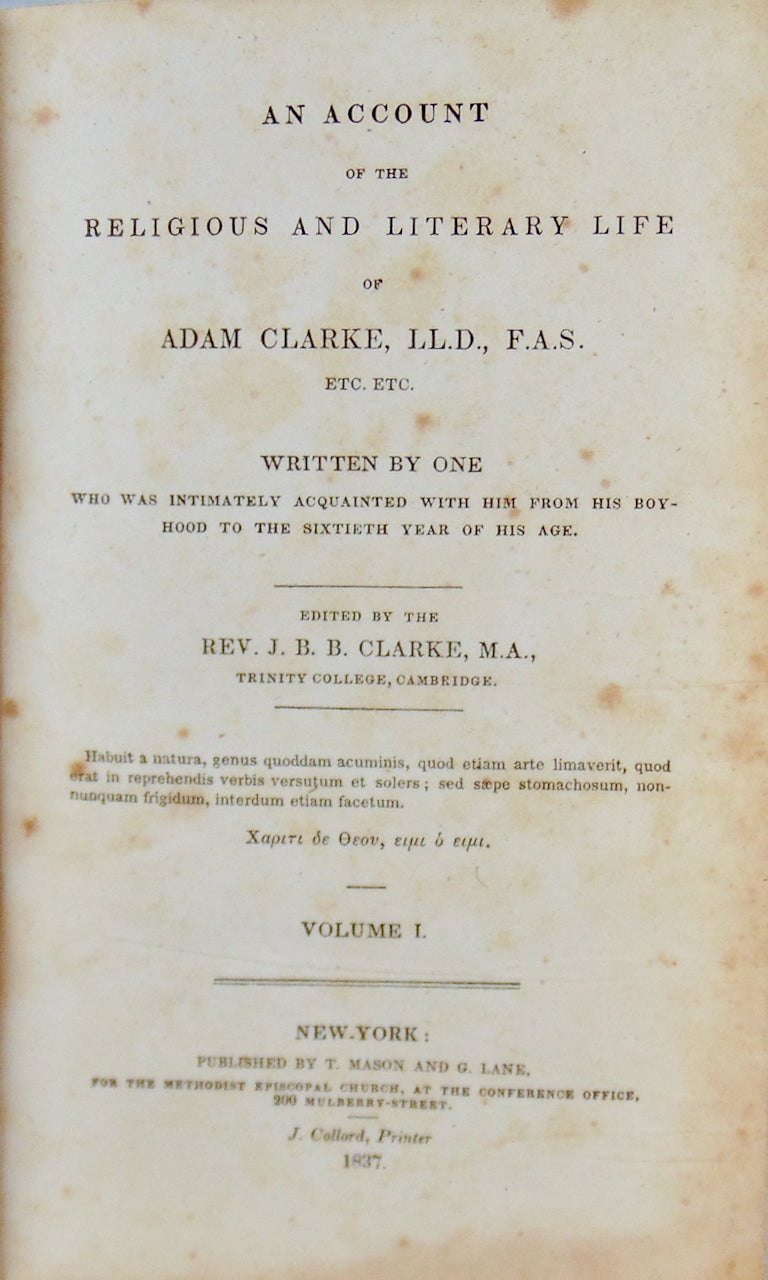 AN ACCOUNT
OF THE
RELIGIOUS AND LITERARY LIFE
OF
ADAM CLARKE, LL.D., F.A.S.
ETC. ETC.
WRITTEN BY ONE
WHO WAS INTIMATELY ACQUAINTED WITH HIM FROM HIS BOY-
HOOD TO THE SIXTIETH YEAR OF HIS AGE.
EDITED BY THE
REV. J. B. B. CLARKE, M.A.,
TRINITY COLLEGE, CAMBRIDGE.
Habuit a natura, genus quoddam acuminis, quod etiam arte limaverit, quod
erat in reprehendis verbis versutum et solers; sed sæpe stomachosum, non-
nunquam frigidum, interdum etiam facetum.
Χαριτι δε Θεου, ειμι ὁ ειμι.
VOLUME I.
NEW-YORK:
PUBLISHED BY T. MASON AND G. LANE,
FOR THE METHODIST EPISCOPAL CHURCH, AT THE CONFERENCE OFFICE,
200 MULBERRY-STREET.
J. Collord, Printer
1837.